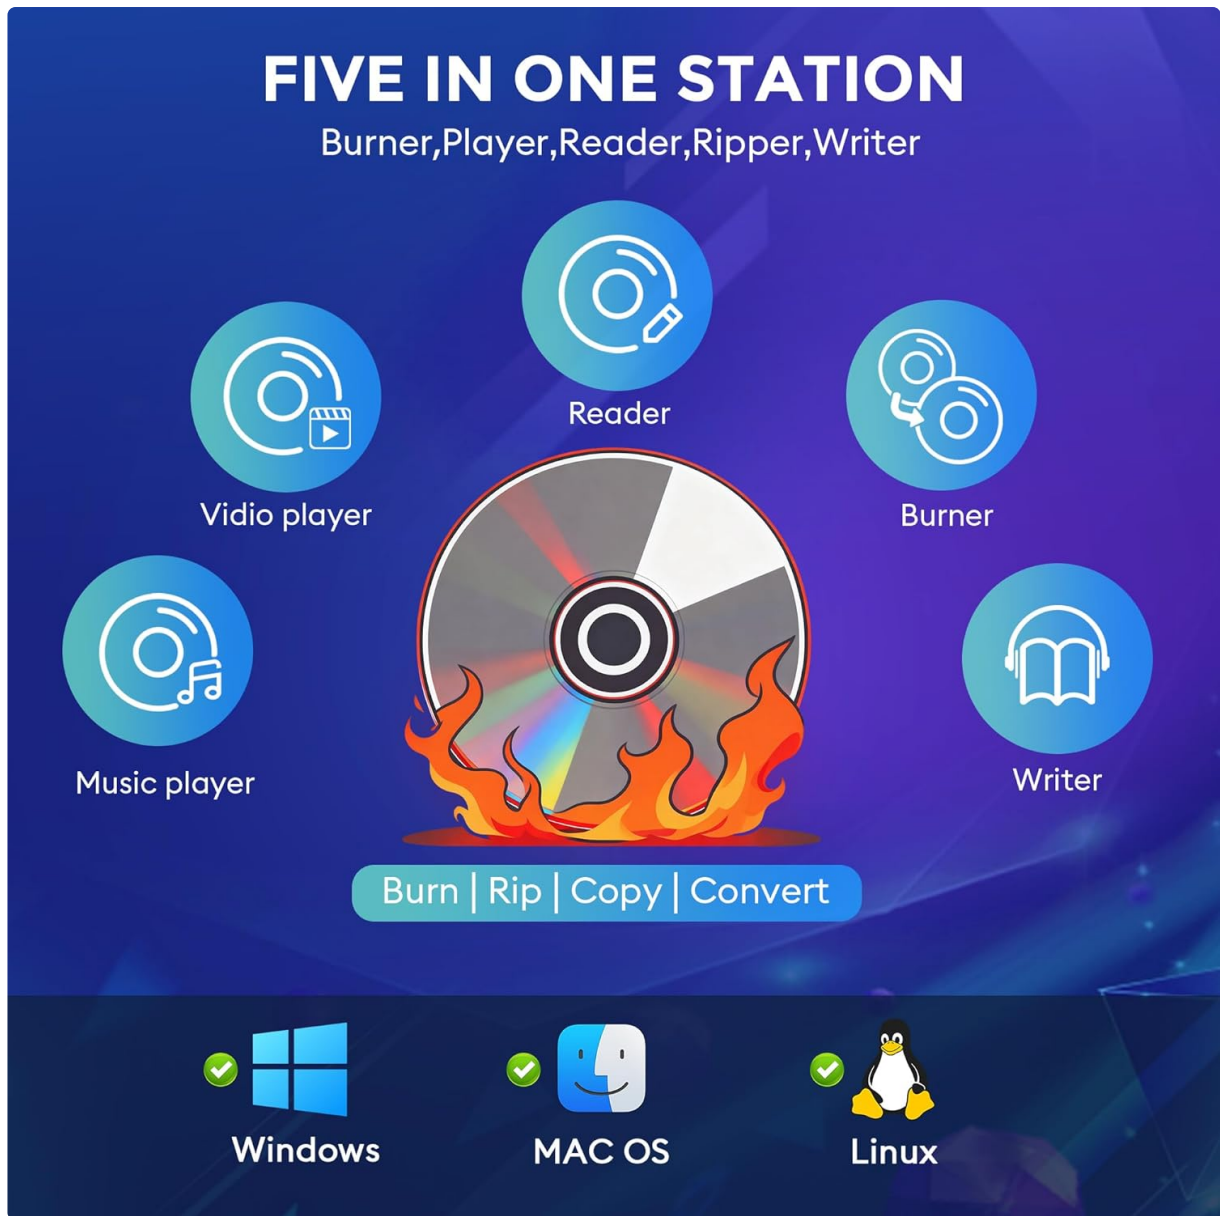 FIVE IN ONE STATION
Burner,Player,Reader,Ripper,Writer
Reader
Vidio player
Burner
Music player
Writer
Burn | Rip | Copy | Convert
Windows
MAC OS
Linux